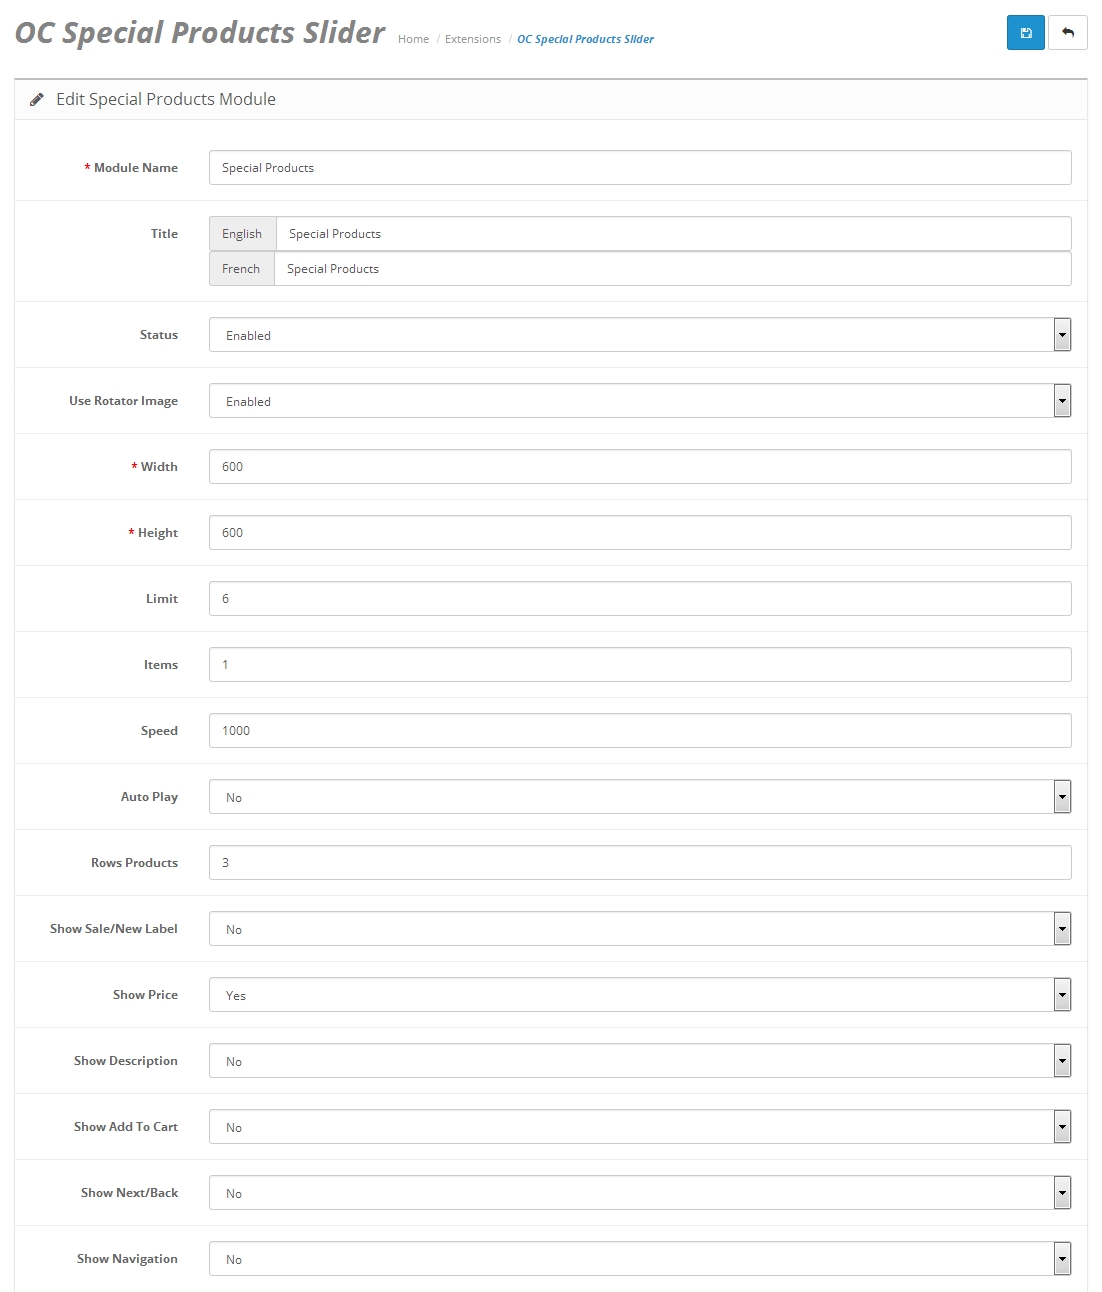 OC Special Products Slider Home / Extensions / OC Special Products Slider
Edit Special Products Module
* Module Name Special Products
Title English Special Products
French Special Products
Status Enabled
Use Rotator Image Enabled
* Width 600
* Height 600
Limit 6
Items 1
Speed 1000
Auto Play No
Rows Products 3
Show Sale/New Label No
Show Price Yes
Show Description No
Show Add To Cart No
Show Next/Back No
Show Navigation No